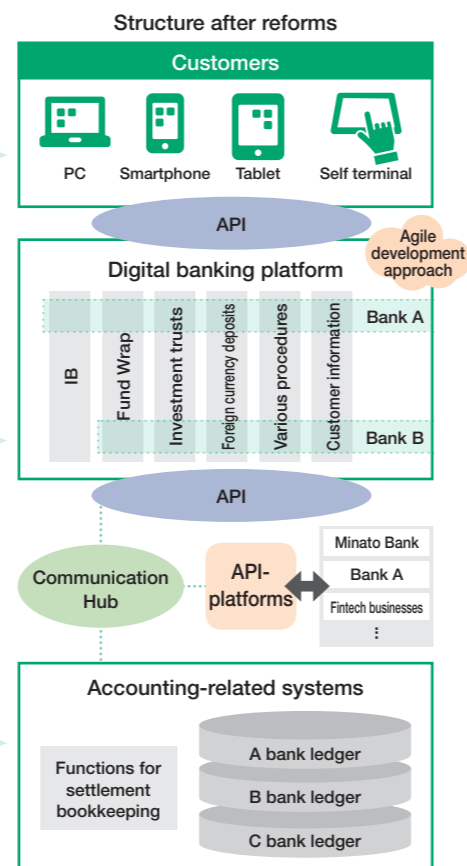 Structure after reforms
Customers
PC
Smartphone
Tablet
Self terminal
API
Agile
development
approach
Digital banking platform
IB
Fund Wrap
Investment trusts
Foreign currency deposits
Various procedures
Customer information
Bank A
Bank B
API
Communication
Hub
API-
platforms
Minato Bank
Bank A
Fintech businesses
⋮
Accounting-related systems
Functions for
settlement
bookkeeping
A bank ledger
B bank ledger
C bank ledger